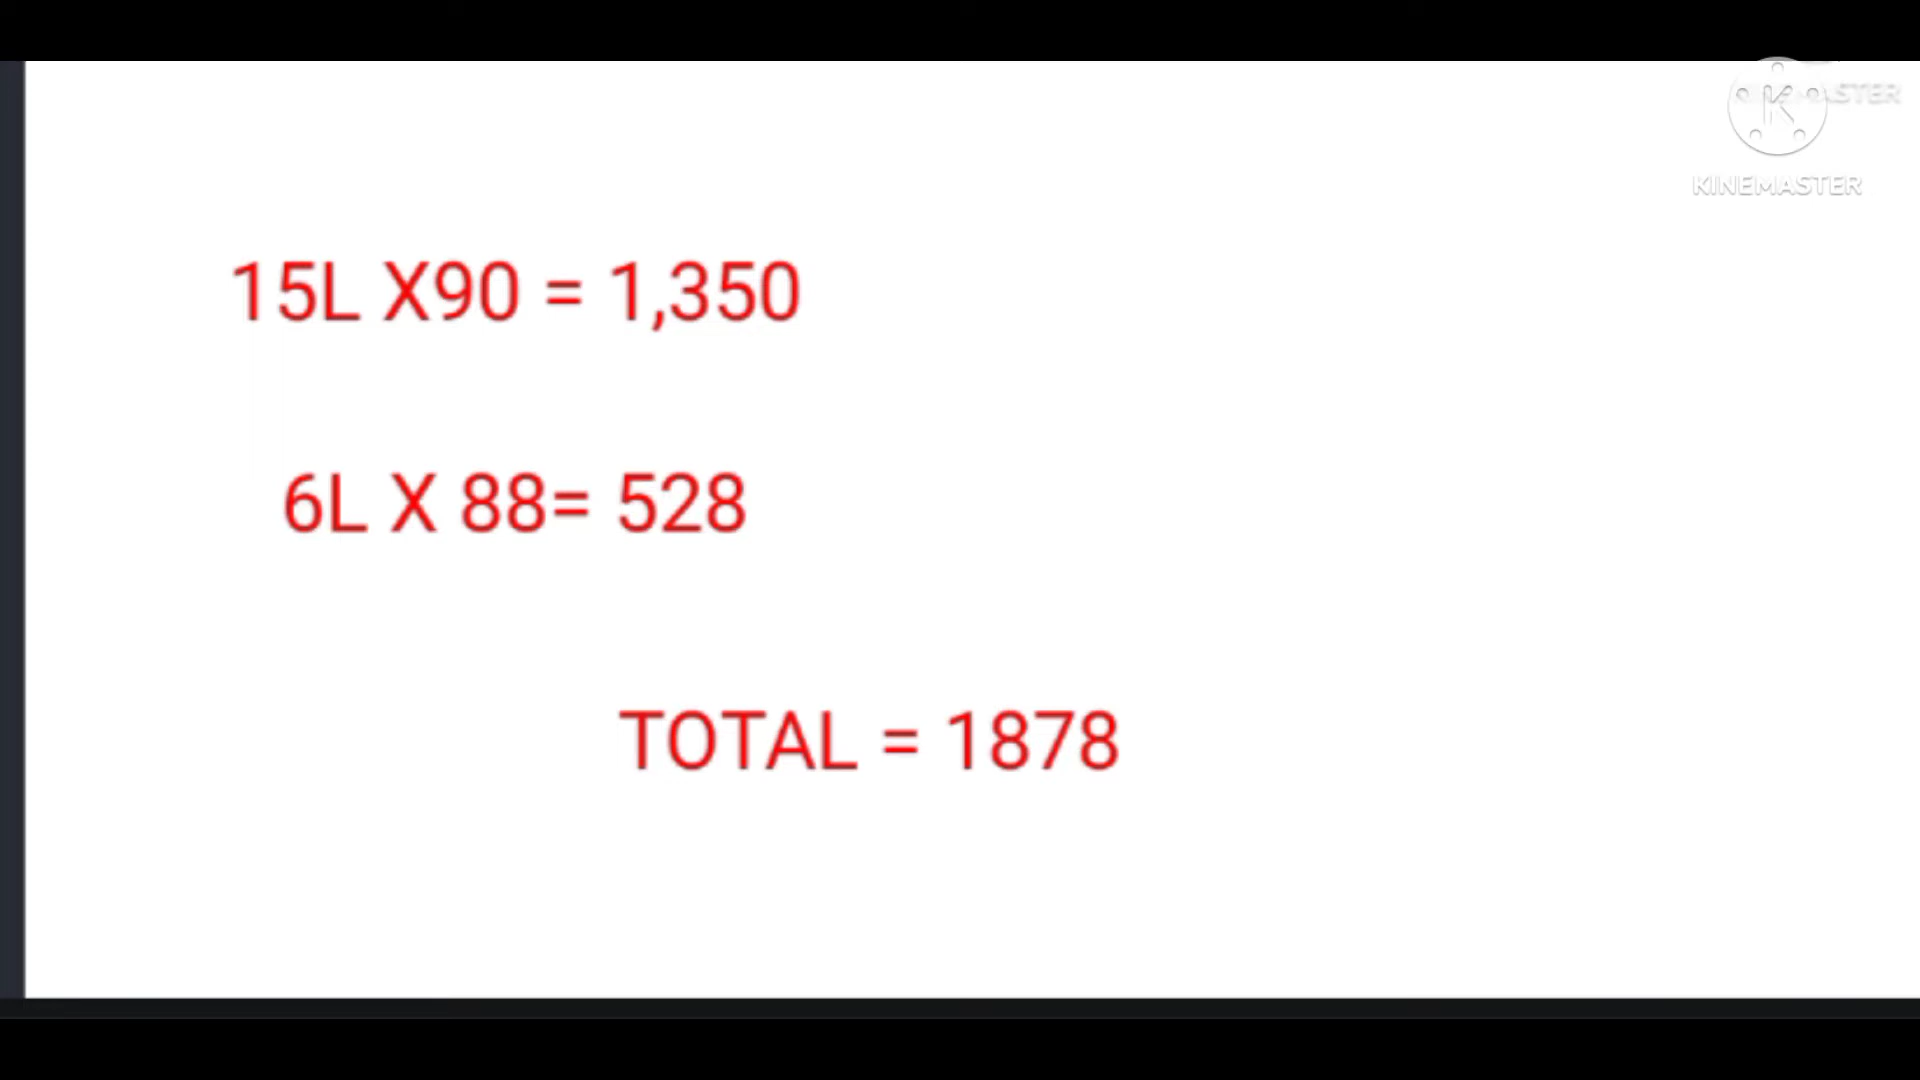 KINEMASTER
15L X90 = 1,350
6L X 88= 528
TOTAL = 1878